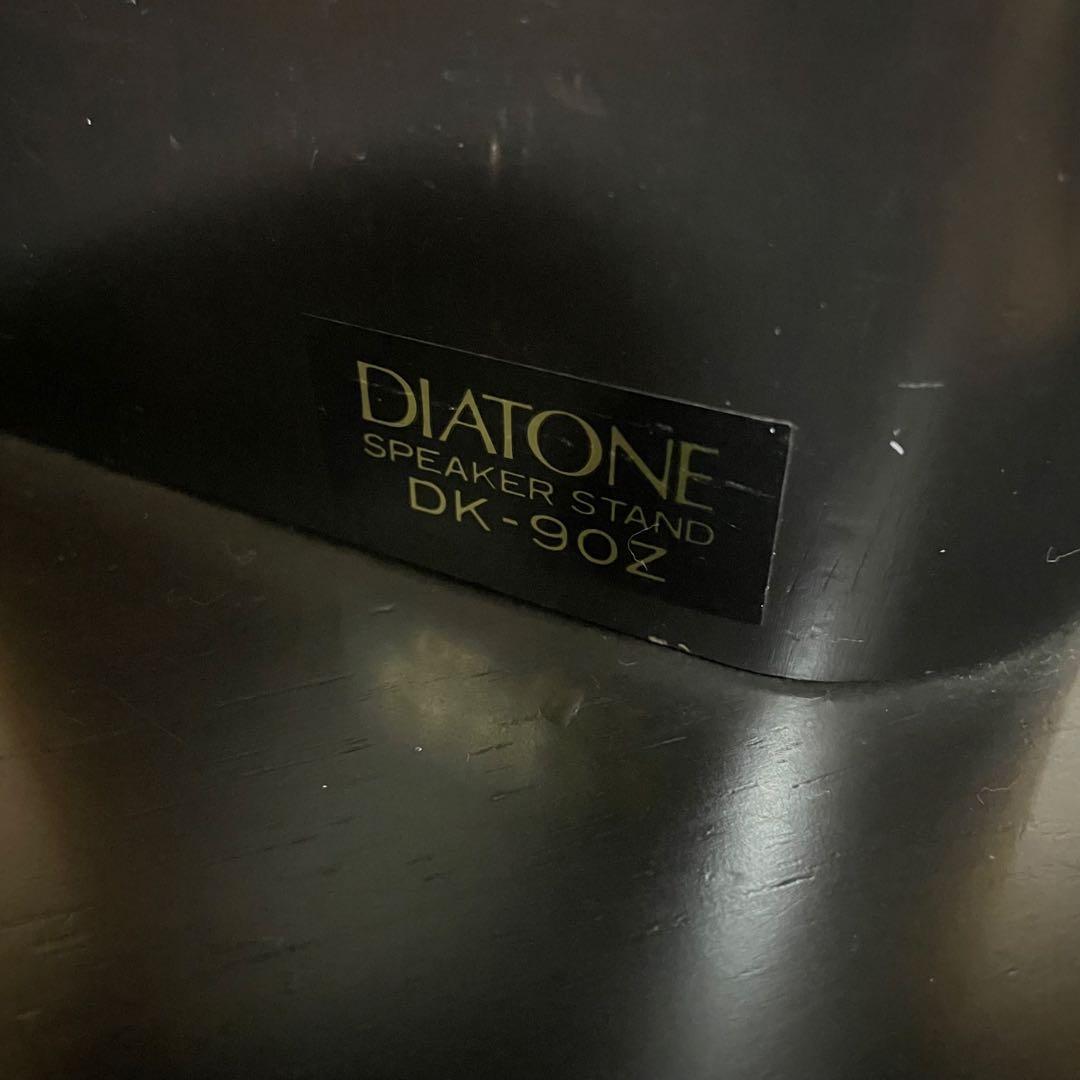 DIATONE
SPEAKER STAND
DK-90Z